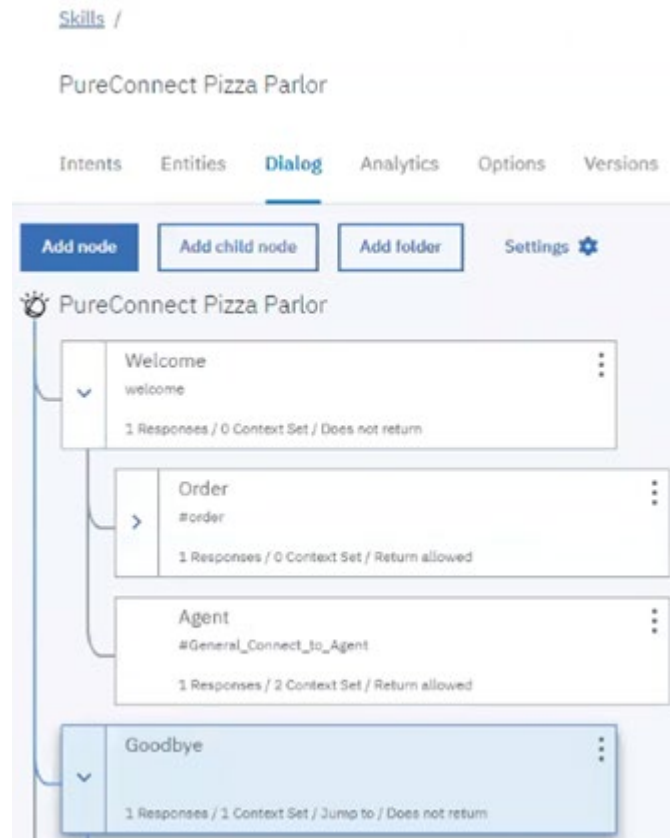 Skills /
PureConnect Pizza Parlor
Intents Entities Dialog Analytics Options Versions
Add node Add child node Add folder Settings
PureConnect Pizza Parlor
Welcome
welcome
1 Responses / 0 Context Set / Does not return
Order
#order
1 Responses / 0 Context Set / Return allowed
Agent
#General_Connect_to_Agent
1 Responses / 2 Context Set / Return allowed
Goodbye
1 Responses / 1 Context Set / Jump to / Does not return